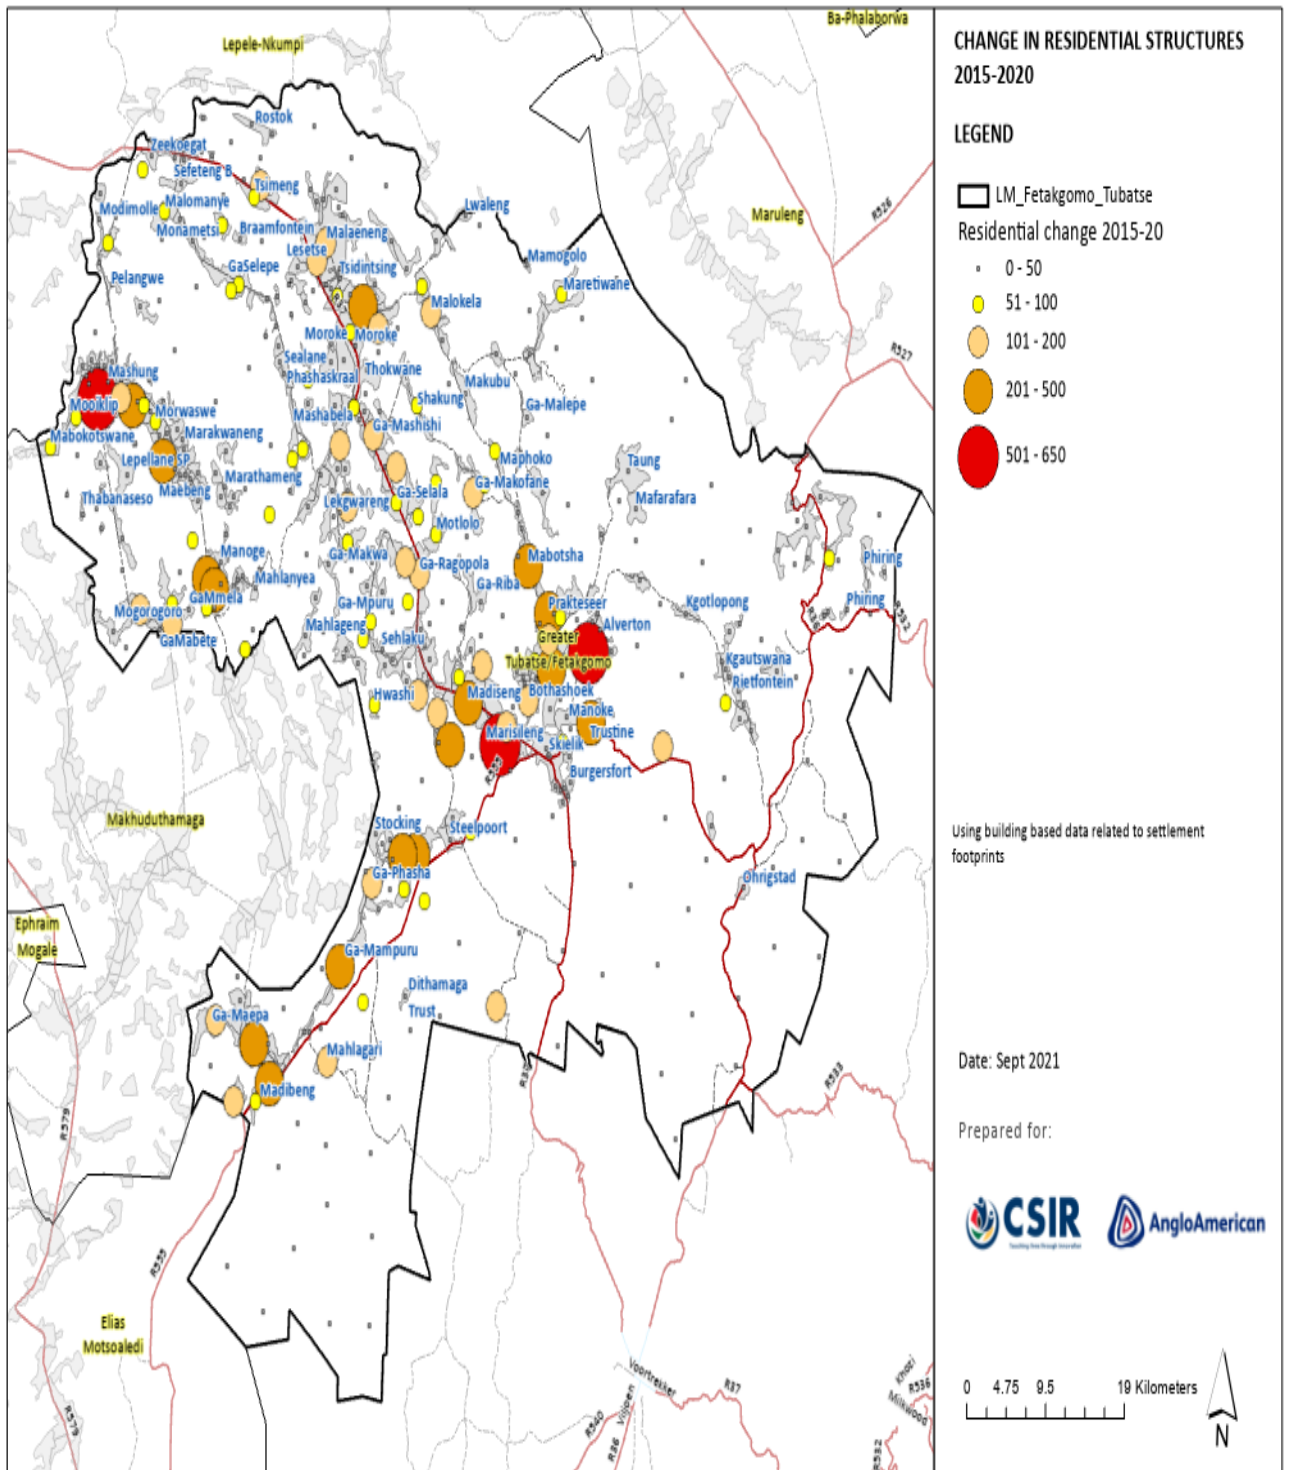 Ba-Phalaborwa
Lepele-Nkumpi
Rostok
Zeekoegat
Sefeteng B
Tsimeng
Modimolle
Malomanye
Monametsi
Braamfontein
Malaeneng
Lwaleng
Maruleng
R526
Lesetse
GaSelepe
Tsidintsing
Mamogolo
Maretiwane
Pelangwe
Malokela
Moroke
Moroke
R527
Sealane
Phashaskraal
Thokwane
Mashung
Makubu
Mooiklip
Morwaswe
Mashabela
Shakung
Ga-Malepe
Mabokotswane
Marakwaneng
Ga-Mashishi
Lepellane SP
Maphoko
Taung
Marathameng
Maebeng
Thabanaseso
Ga-Selala
Ga-Makofane
Mafarafara
Lekgwareng
Motlolo
Manoge
Ga-Makwa
Ga-Ragopola
Mabotsha
Phiring
Mahlanyea
Ga-Riba
GaMmela
Mogorogoro
Ga-Mpuru
Prakteseer
Kgotlopong
Phiring
Mahlageng
Alverton
GaMabete
Sehlaku
Greater
Tubatse/Fetakgomo
Kgautswana
Rietfontein
Hwashi
Madiseng
Bothashoek
Manoke
Marisileng
Trustine
Skielik
R555
Burgersfort
Makhuduthamaga
Stocking
Steelpoort
Ga-Phasha
Ohrigstad
Ephraim
Mogale
Ga-Mampuru
Dithamaga
Trust
Ga-Maepa
Mahlagari
Madibeng
R579
R533
R555
Elias
Motsoaledi
Voortrekker
R37
Viljoen
R540
R36
R579
Khozi
R536
Milkwood
R532
CHANGE IN RESIDENTIAL STRUCTURES
2015-2020
LEGEND
LM_Fetakgomo_Tubatse
Residential change 2015-20
0 - 50
51 - 100
101 - 200
201 - 500
501 - 650
Using building based data related to settlement
footprints
Date: Sept 2021
Prepared for:
CSIR
AngloAmerican
0 4.75 9.5 19 Kilometers
N